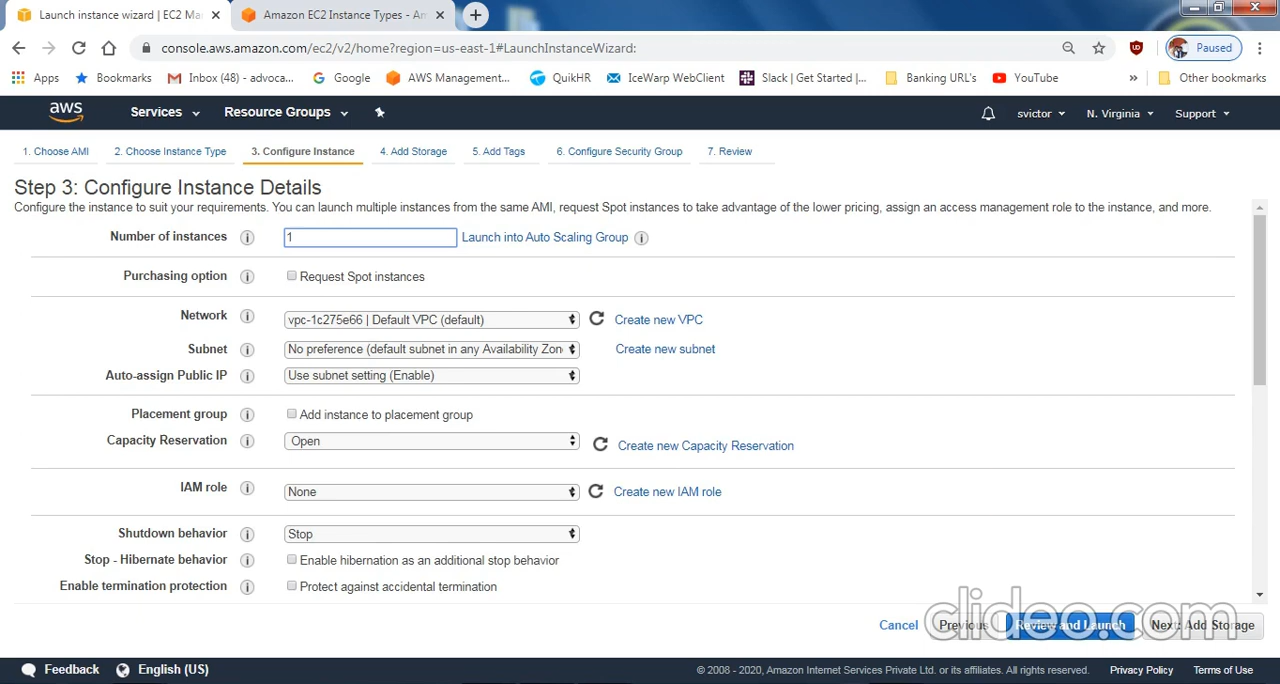 Launch instance wizard | EC2 Ma
Amazon EC2 Instance Types - Am
console.aws.amazon.com/ec2/v2/home?region=us-east-1#LaunchInstanceWizard:
Paused
Apps Bookmarks Inbox (48) - advoca... Google AWS Management... QuikHR IceWarp WebClient Slack | Get Started |... Banking URL's YouTube » Other bookmarks
aws Services Resource Groups svictor N. Virginia Support
1. Choose AMI 2. Choose Instance Type 3. Configure Instance 4. Add Storage 5. Add Tags 6. Configure Security Group 7. Review
Step 3: Configure Instance Details
Configure the instance to suit your requirements. You can launch multiple instances from the same AMI, request Spot instances to take advantage of the lower pricing, assign an access management role to the instance, and more.
Number of instances 1 Launch into Auto Scaling Group
Purchasing option Request Spot instances
Network vpc-1c275e66 | Default VPC (default) Create new VPC
Subnet No preference (default subnet in any Availability Zon Create new subnet
Auto-assign Public IP Use subnet setting (Enable)
Placement group Add instance to placement group
Capacity Reservation Open Create new Capacity Reservation
IAM role None Create new IAM role
Shutdown behavior Stop
Stop - Hibernate behavior Enable hibernation as an additional stop behavior
Enable termination protection Protect against accidental termination
clideo.com
Cancel Previous Review and Launch Next: Add Storage
Feedback English (US) © 2008 - 2020, Amazon Internet Services Private Ltd. or its affiliates. All rights reserved. Privacy Policy Terms of Use